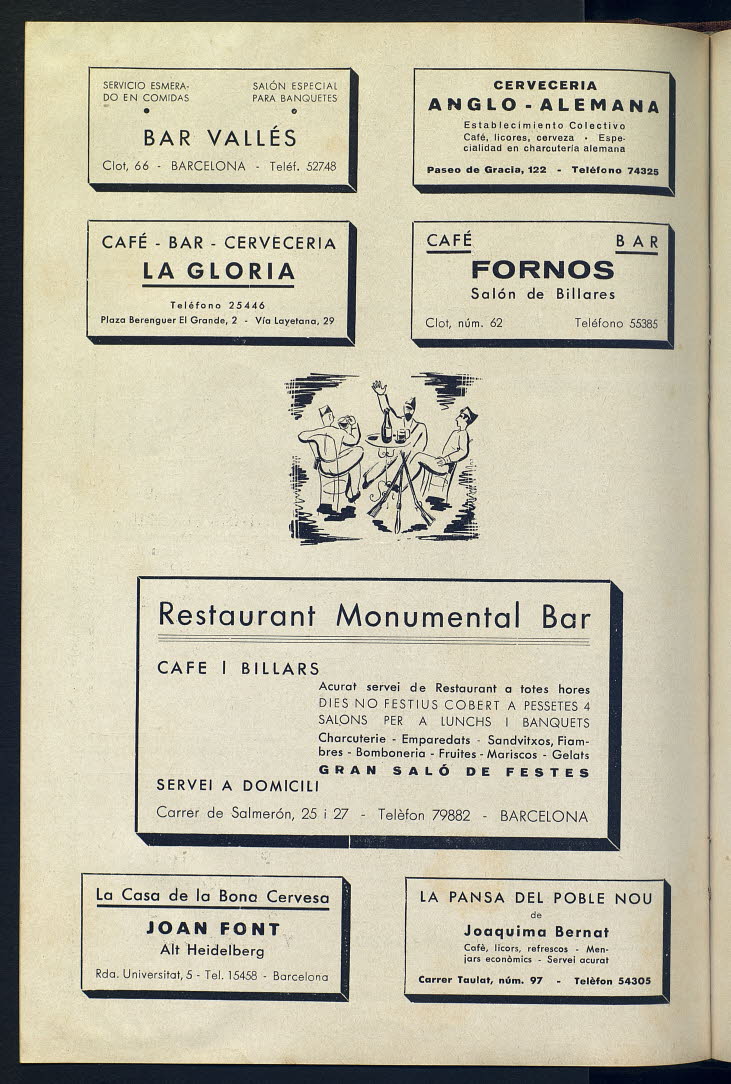 SERVICIO ESMERA-
DO EN COMIDAS
SALÓN ESPECIAL
PARA BANQUETES
BAR VALLÉS
Clot, 66 - BARCELONA - Teléf. 52748
CERVECERIA
ANGLO - ALEMANA
Establecimiento Colectivo
Café, licores, cerveza • Espe-
cialidad en charcutería alemana
Paseo de Gracia, 122 - Teléfono 74325
CAFÉ - BAR - CERVECERIA
LA GLORIA
Teléfono 25446
Plaza Berenguer El Grande, 2 - Vía Layetana, 29
CAFÉ BAR
FORNOS
Salón de Billares
Clot, núm. 62 Teléfono 55385
Restaurant Monumental Bar
CAFE I BILLARS
Acurat servei de Restaurant a totes hores
DIES NO FESTIUS COBERT A PESSETES 4
SALONS PER A LUNCHS I BANQUETS
Charcuterie - Emparedats - Sandvitxos, Fiam-
bres - Bomboneria - Fruites - Mariscos - Gelats
GRAN SALÓ DE FESTES
SERVEI A DOMICILI
Carrer de Salmerón, 25 i 27 - Telèfon 79882 - BARCELONA
La Casa de la Bona Cervesa
JOAN FONT
Alt Heidelberg
Rda. Universitat, 5 - Tel. 15458 - Barcelona
LA PANSA DEL POBLE NOU
de
Joaquima Bernat
Cafè, licors, refrescos - Men-
jars econòmics - Servei acurat
Carrer Taulat, núm. 97 - Telèfon 54305